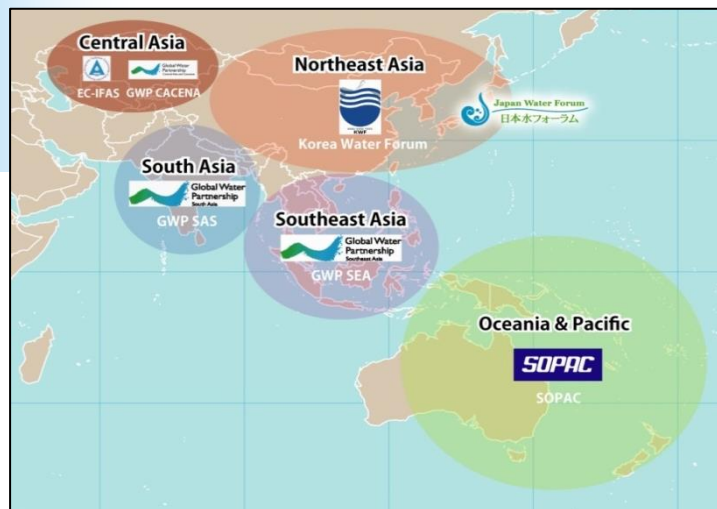 Central Asia
EC-IFAS
Global Water
Partnership
GWP CACENA
Northeast Asia
KWF
Korea Water Forum
Japan Water Forum
日本水フォーラム
South Asia
Global Water
Partnership
South Asia
GWP SAS
Southeast Asia
Global Water
Partnership
Southeast Asia
GWP SEA
Oceania & Pacific
SOPAC
SOPAC